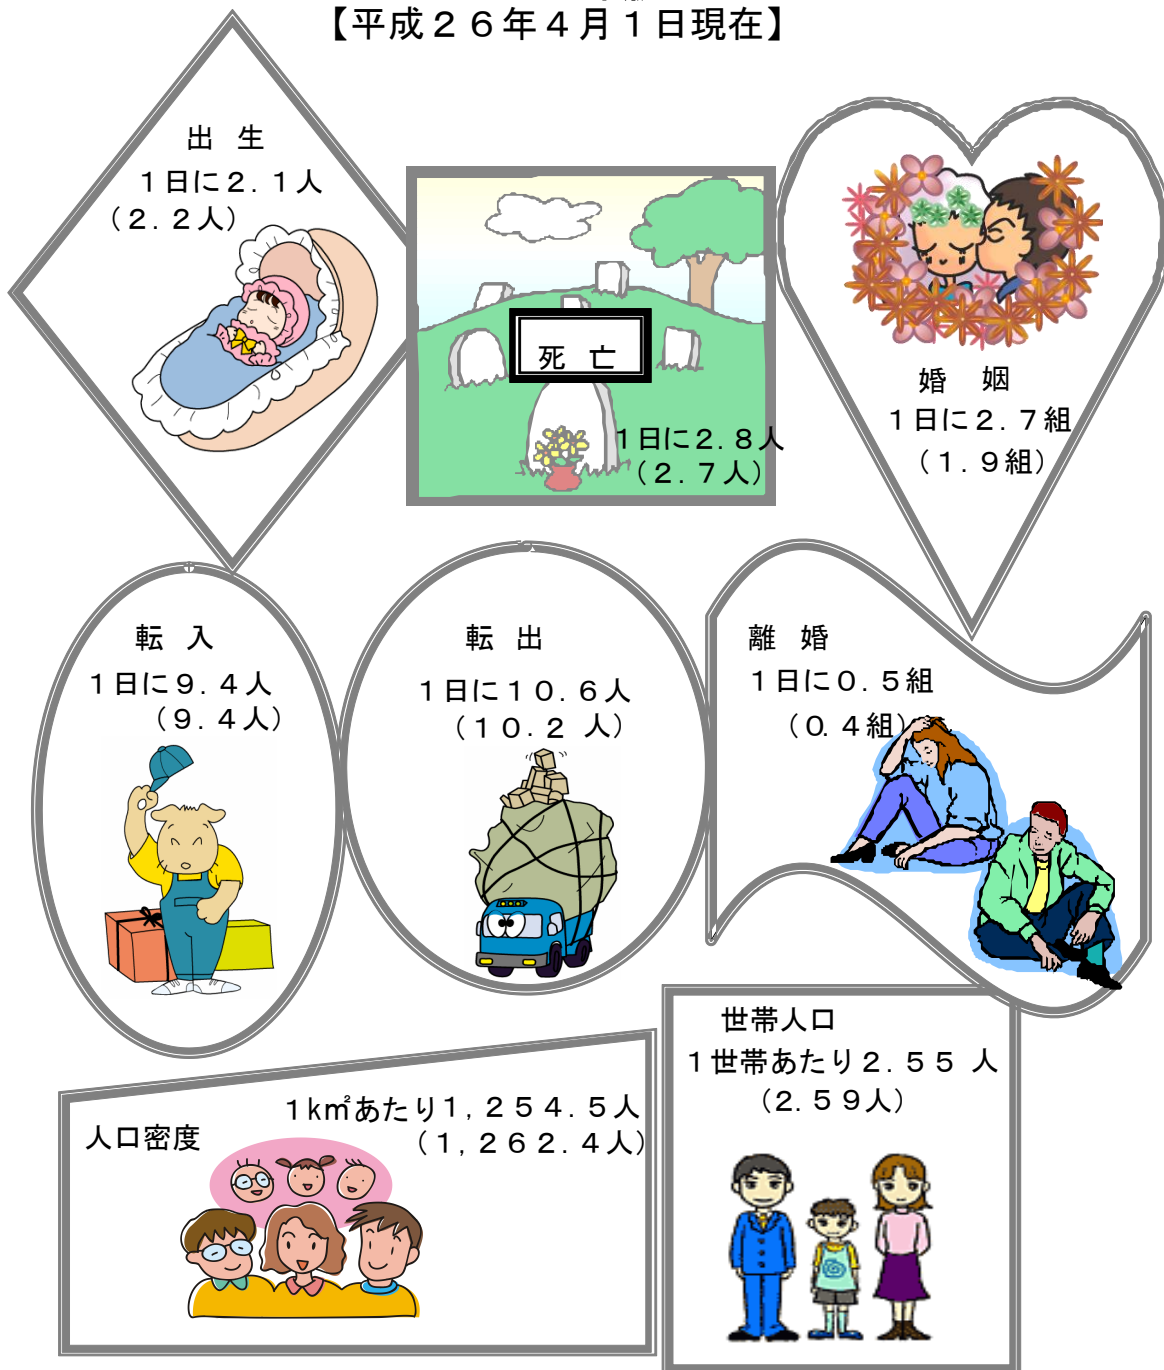 【平成２６年４月１日現在】
出 生
１日に２．１人
（２．２人）
死 亡
１日に２．８人
（２．７人）
婚 姻
１日に２．７組
（１．９組）
転 入
１日に９．４人
（９．４人）
転 出
１日に１０．６人
（１０．２ 人）
離 婚
１日に０．５組
（０．４組）
世帯人口
１世帯あたり２．５５ 人
（２．５９人）
人口密度
１k㎡あたり１，２５４．５人
（１，２６２．４人）